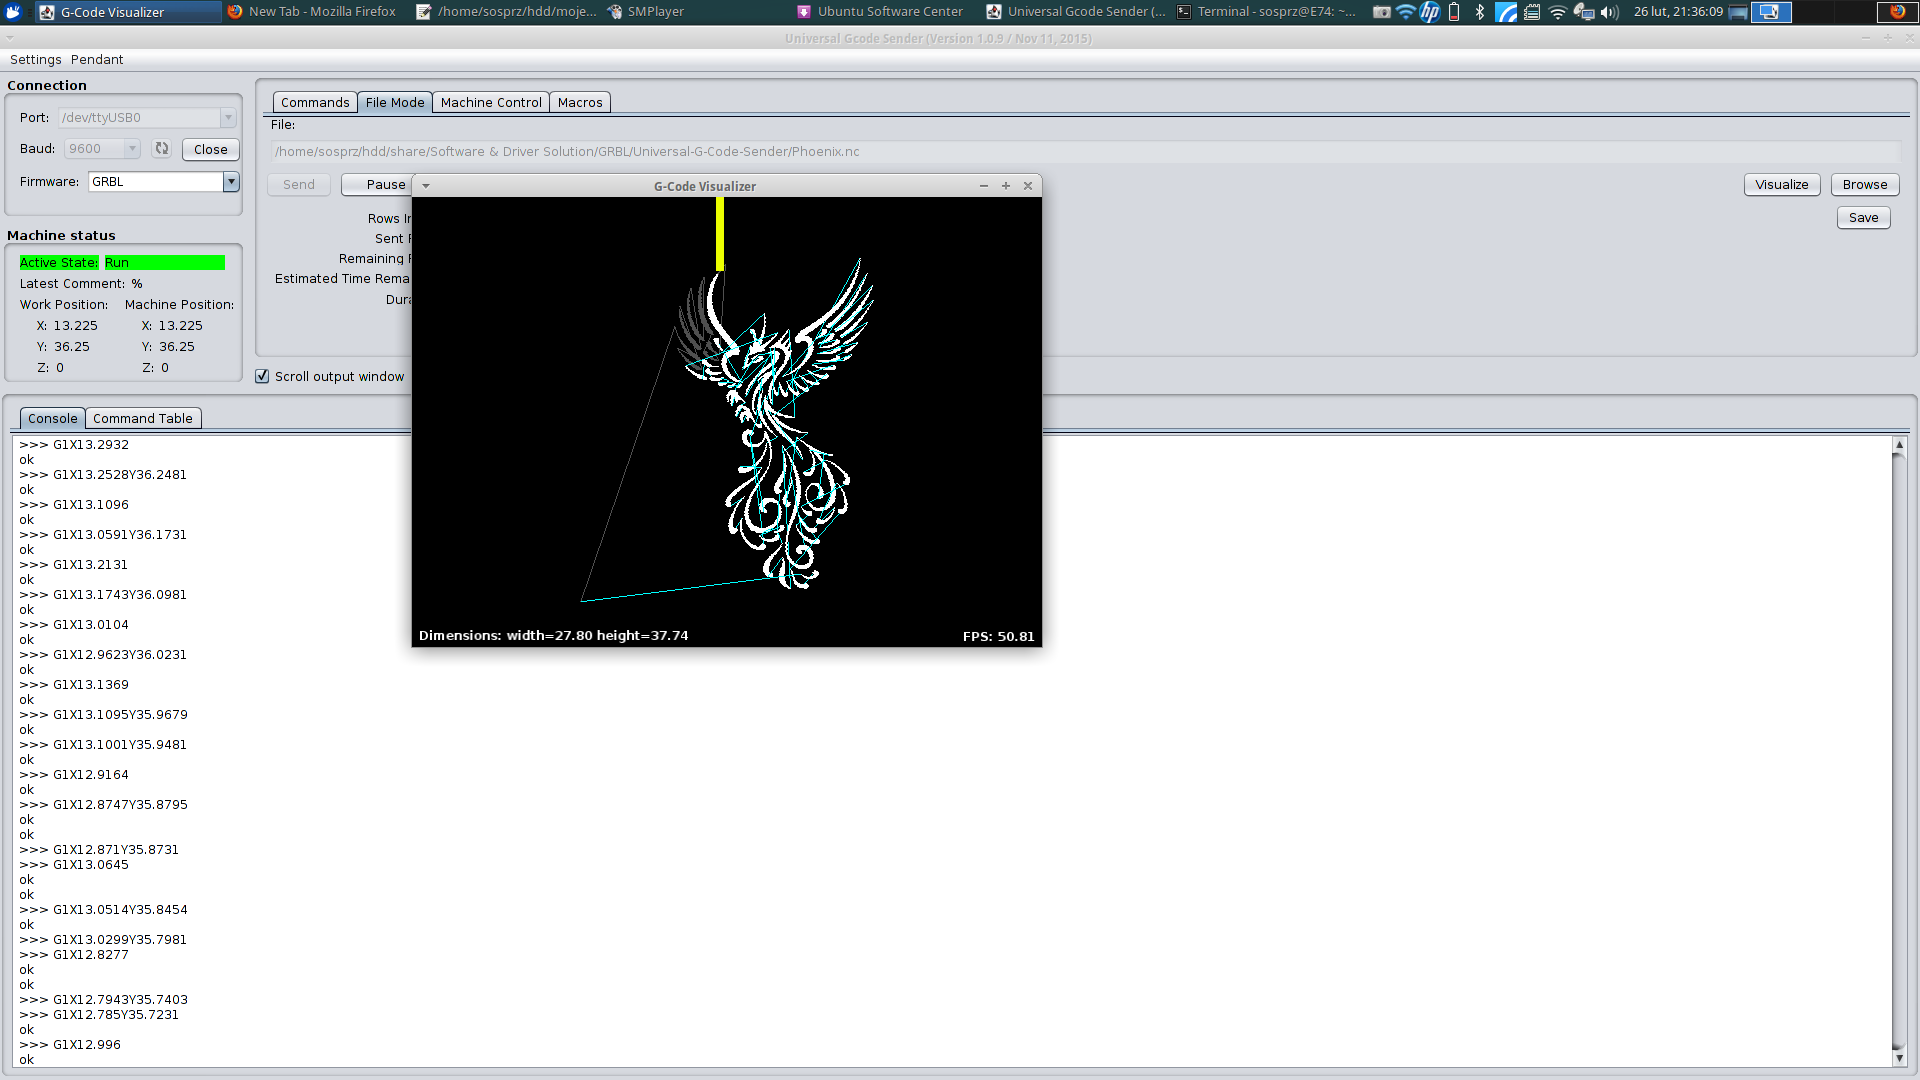 G-Code Visualizer
New Tab - Mozilla Firefox
/home/sosprz/hdd/moje...
SMPlayer
Ubuntu Software Center
Universal Gcode Sender (...
Terminal - sosprz@E74: ~...
26 lut, 21:36:09
Universal Gcode Sender (Version 1.0.9 / Nov 11, 2015)
Settings Pendant
Connection
Port: /dev/ttyUSB0
Baud: 9600 Close
Firmware: GRBL
Machine status
Active State: Run
Latest Comment: %
Work Position: Machine Position:
X: 13.225 X: 13.225
Y: 36.25 Y: 36.25
Z: 0 Z: 0
Commands File Mode Machine Control Macros
File:
/home/sosprz/hdd/share/Software & Driver Solution/GRBL/Universal-G-Code-Sender/Phoenix.nc
Send Pause Visualize Browse
Save
Rows
Sent
Remaining
Estimated Time
Scroll output window
G-Code Visualizer
Dimensions: width=27.80 height=37.74
FPS: 50.81
Console Command Table
>>> G1X13.2932
ok
>>> G1X13.2528Y36.2481
ok
>>> G1X13.1096
ok
>>> G1X13.0591Y36.1731
ok
>>> G1X13.2131
ok
>>> G1X13.1743Y36.0981
ok
>>> G1X13.0104
ok
>>> G1X12.9623Y36.0231
ok
>>> G1X13.1369
ok
>>> G1X13.1095Y35.9679
ok
>>> G1X13.1001Y35.9481
ok
>>> G1X12.9164
ok
>>> G1X12.8747Y35.8795
ok
ok
>>> G1X12.871Y35.8731
>>> G1X13.0645
ok
ok
>>> G1X13.0514Y35.8454
ok
>>> G1X13.0299Y35.7981
>>> G1X12.8277
ok
ok
>>> G1X12.7943Y35.7403
>>> G1X12.785Y35.7231
ok
>>> G1X12.996
ok